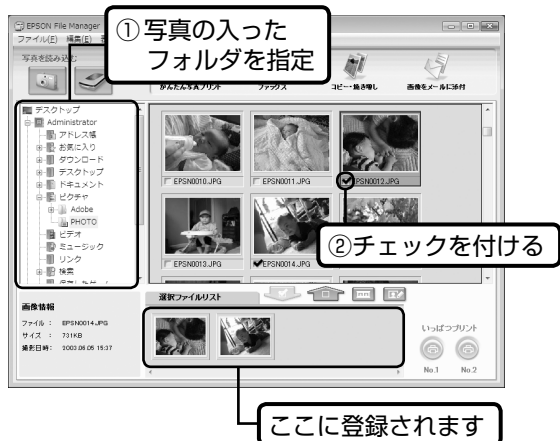 EPSON File Manager
① 写真の入った
フォルダを指定
ファイル(E) 編集(E)
写真を読み込む
かんたん写真プリント
ファックス
コピー・焼き増し
画像をメールに添付
デスクトップ
Administrator
アドレス帳
お気に入り
ダウンロード
デスクトップ
ドキュメント
ピクチャ
Adobe
PHOTO
ビデオ
ミュージック
リンク
検索
EPSN0010.JPG
EPSN0011.JPG
EPSN0012.JPG
②チェックを付ける
EPSN0013.JPG
EPSN0014.JPG
選択ファイルリスト
画像情報
ファイル : EPSN0014.JPG
サイズ : 731KB
撮影日時: 2003.06.05 15:37
いっぱつプリント
No.1 No.2
ここに登録されます